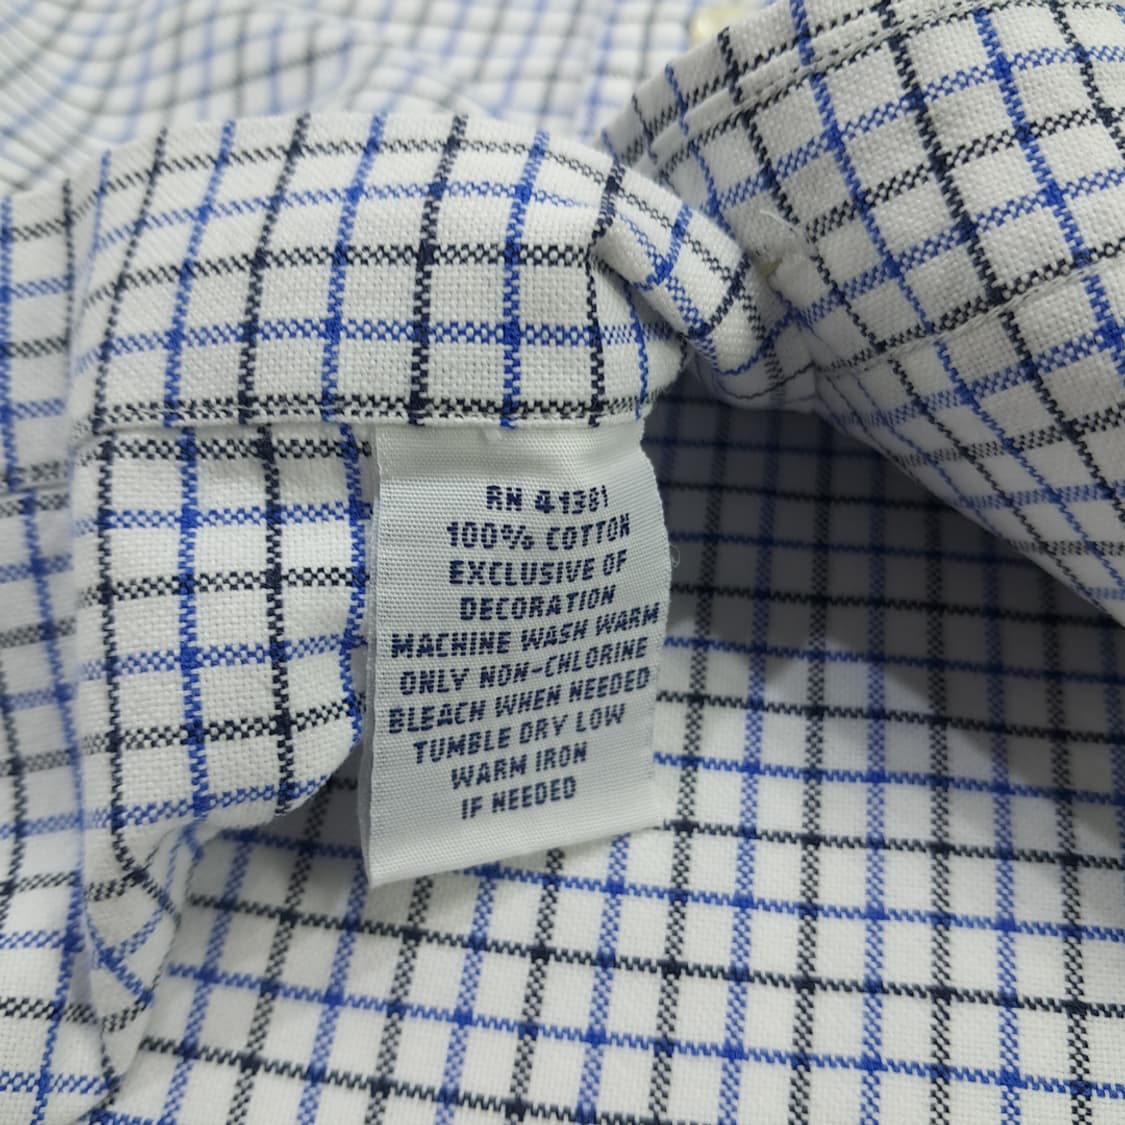 RN 41381
100% COTTON
EXCLUSIVE OF
DECORATION
MACHINE WASH WARM
ONLY NON-CHLORINE
BLEACH WHEN NEEDED
TUMBLE DRY LOW
WARM IRON
IF NEEDED